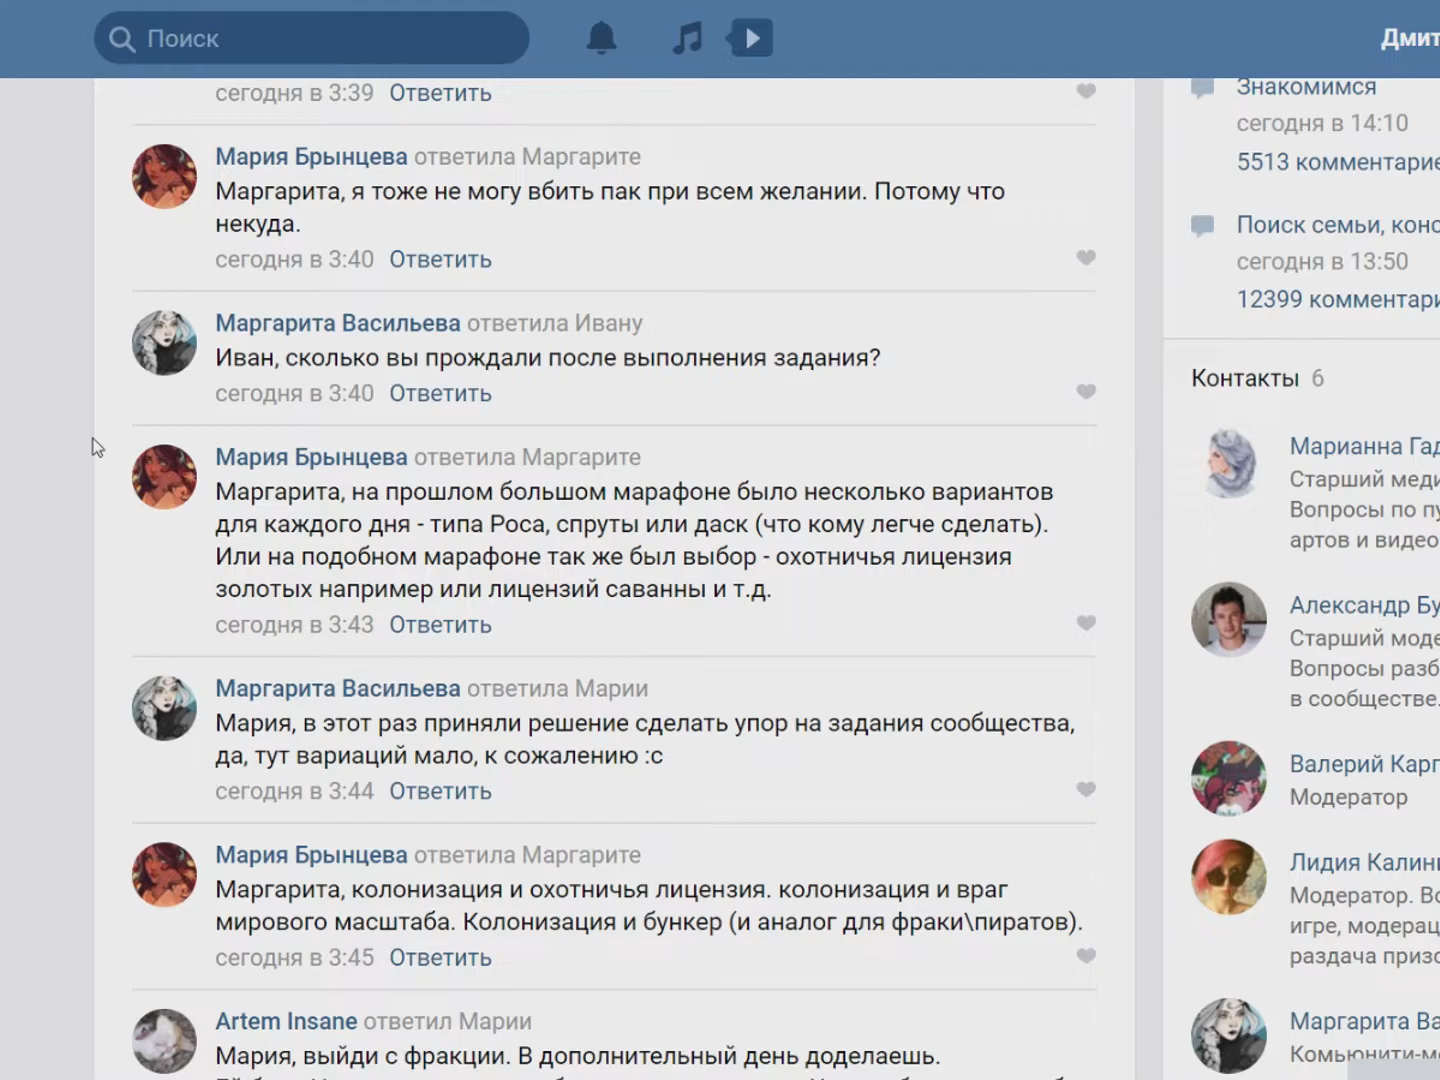 Поиск
Дмит
сегодня в 3:39 Ответить
Мария Брынцева ответила Маргарите
Маргарита, я тоже не могу вбить пак при всем желании. Потому что
некуда.
сегодня в 3:40 Ответить
Маргарита Васильева ответила Ивану
Иван, сколько вы прождали после выполнения задания?
сегодня в 3:40 Ответить
Мария Брынцева ответила Маргарите
Маргарита, на прошлом большом марафоне было несколько вариантов
для каждого дня - типа Роса, спруты или даск (что кому легче сделать).
Или на подобном марафоне так же был выбор - охотничья лицензия
золотых например или лицензий саванны и т.д.
сегодня в 3:43 Ответить
Маргарита Васильева ответила Марии
Мария, в этот раз приняли решение сделать упор на задания сообщества,
да, тут вариаций мало, к сожалению :с
сегодня в 3:44 Ответить
Мария Брынцева ответила Маргарите
Маргарита, колонизация и охотничья лицензия. колонизация и враг
мирового масштаба. Колонизация и бункер (и аналог для фраки\пиратов).
сегодня в 3:45 Ответить
Artem Insane ответил Марии
Мария, выйди с фракции. В дополнительный день доделаешь.
Знакомимся
сегодня в 14:10
5513 комментарие
Поиск семьи, конс
сегодня в 13:50
12399 комментари
Контакты 6
Марианна Гад
Старший меди
Вопросы по пу
артов и видео
Александр Бу
Старший моде
Вопросы разб
в сообществе.
Валерий Карп
Модератор
Лидия Калини
Модератор. Во
игре, модерац
раздача призо
Маргарита Ва
Комьюнити-м